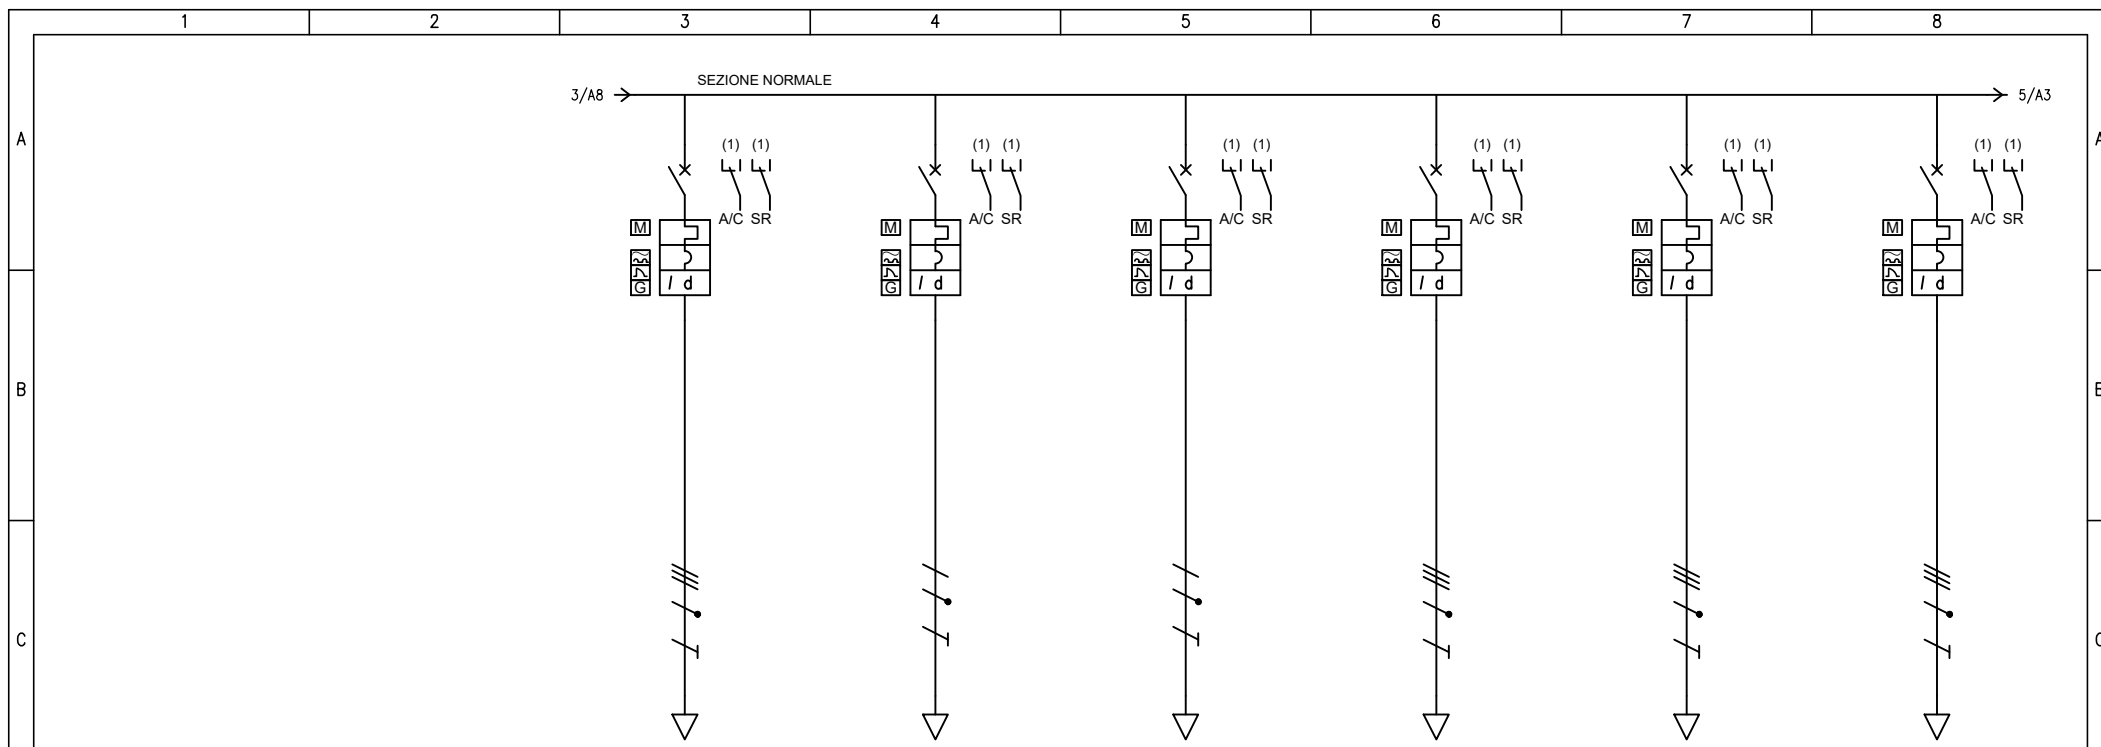 1 2 3 4 5 6 7 8
SEZIONE NORMALE
3/A8 5/A3
A A
(1) (1) (1) (1) (1) (1) (1) (1) (1) (1) (1) (1)
A/C SR A/C SR A/C SR A/C SR A/C SR A/C SR
M M M M M M
G I d G I d G I d G I d G I d G I d
B B
C C